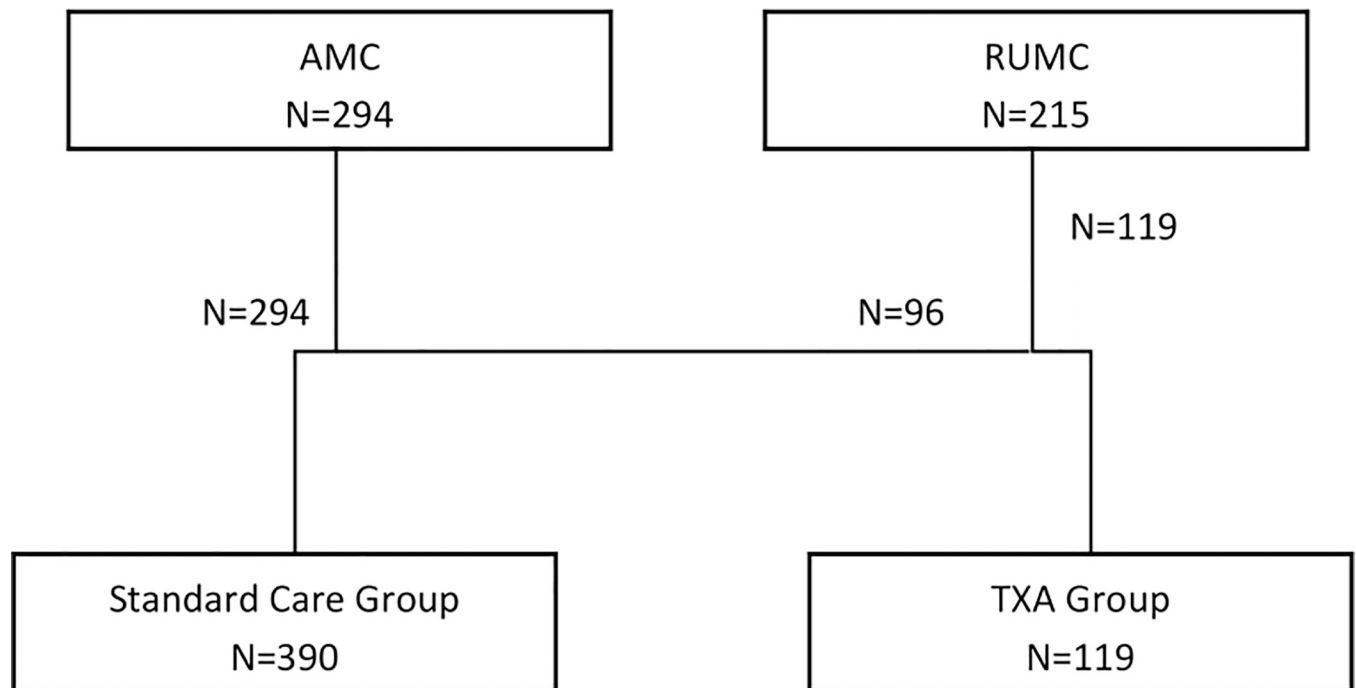 AMC
N=294
RUMC
N=215
N=119
N=294
N=96
Standard Care Group
N=390
TXA Group
N=119